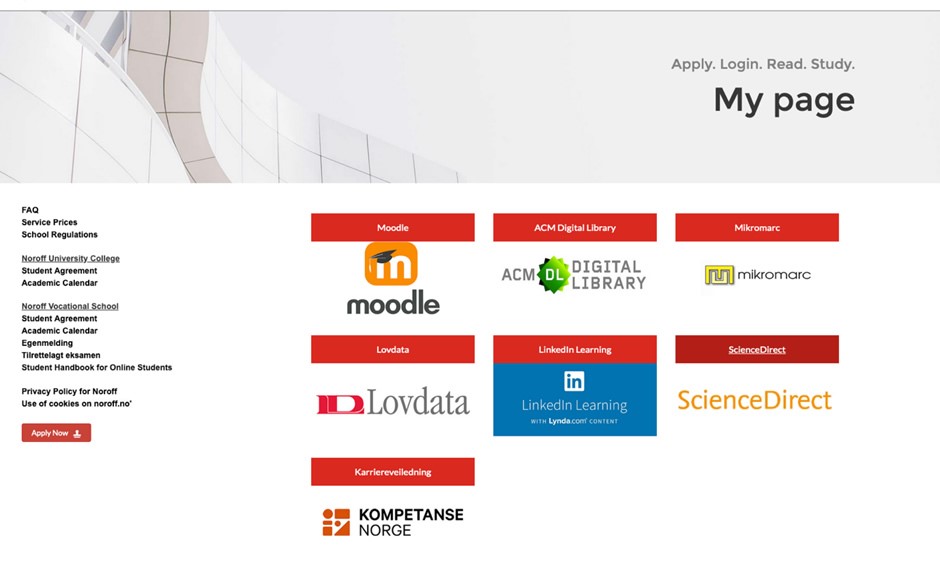 Apply. Login. Read. Study.
My page
FAQ
Service Prices
School Regulations
Noroff University College
Student Agreement
Academic Calendar
Noroff Vocational School
Student Agreement
Academic Calendar
Egenmelding
Tilrettelagt eksamen
Student Handbook for Online Students
Privacy Policy for Noroff
Use of cookies on noroff.no'
Apply Now
Moodle
moodle
ACM Digital Library
ACM DL DIGITAL
LIBRARY
Mikromarc
mikromarc
Lovdata
Lovdata
LinkedIn Learning
in
LinkedIn Learning
WITH Lynda.com® CONTENT
ScienceDirect
ScienceDirect
Karriereveiledning
KOMPETANSE
NORGE